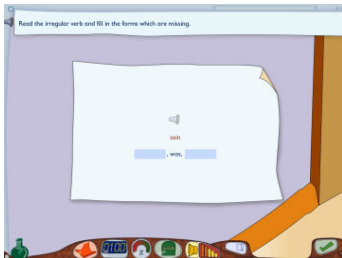 Read the irregular verb and fill in the forms which are missing.
sein
, was,